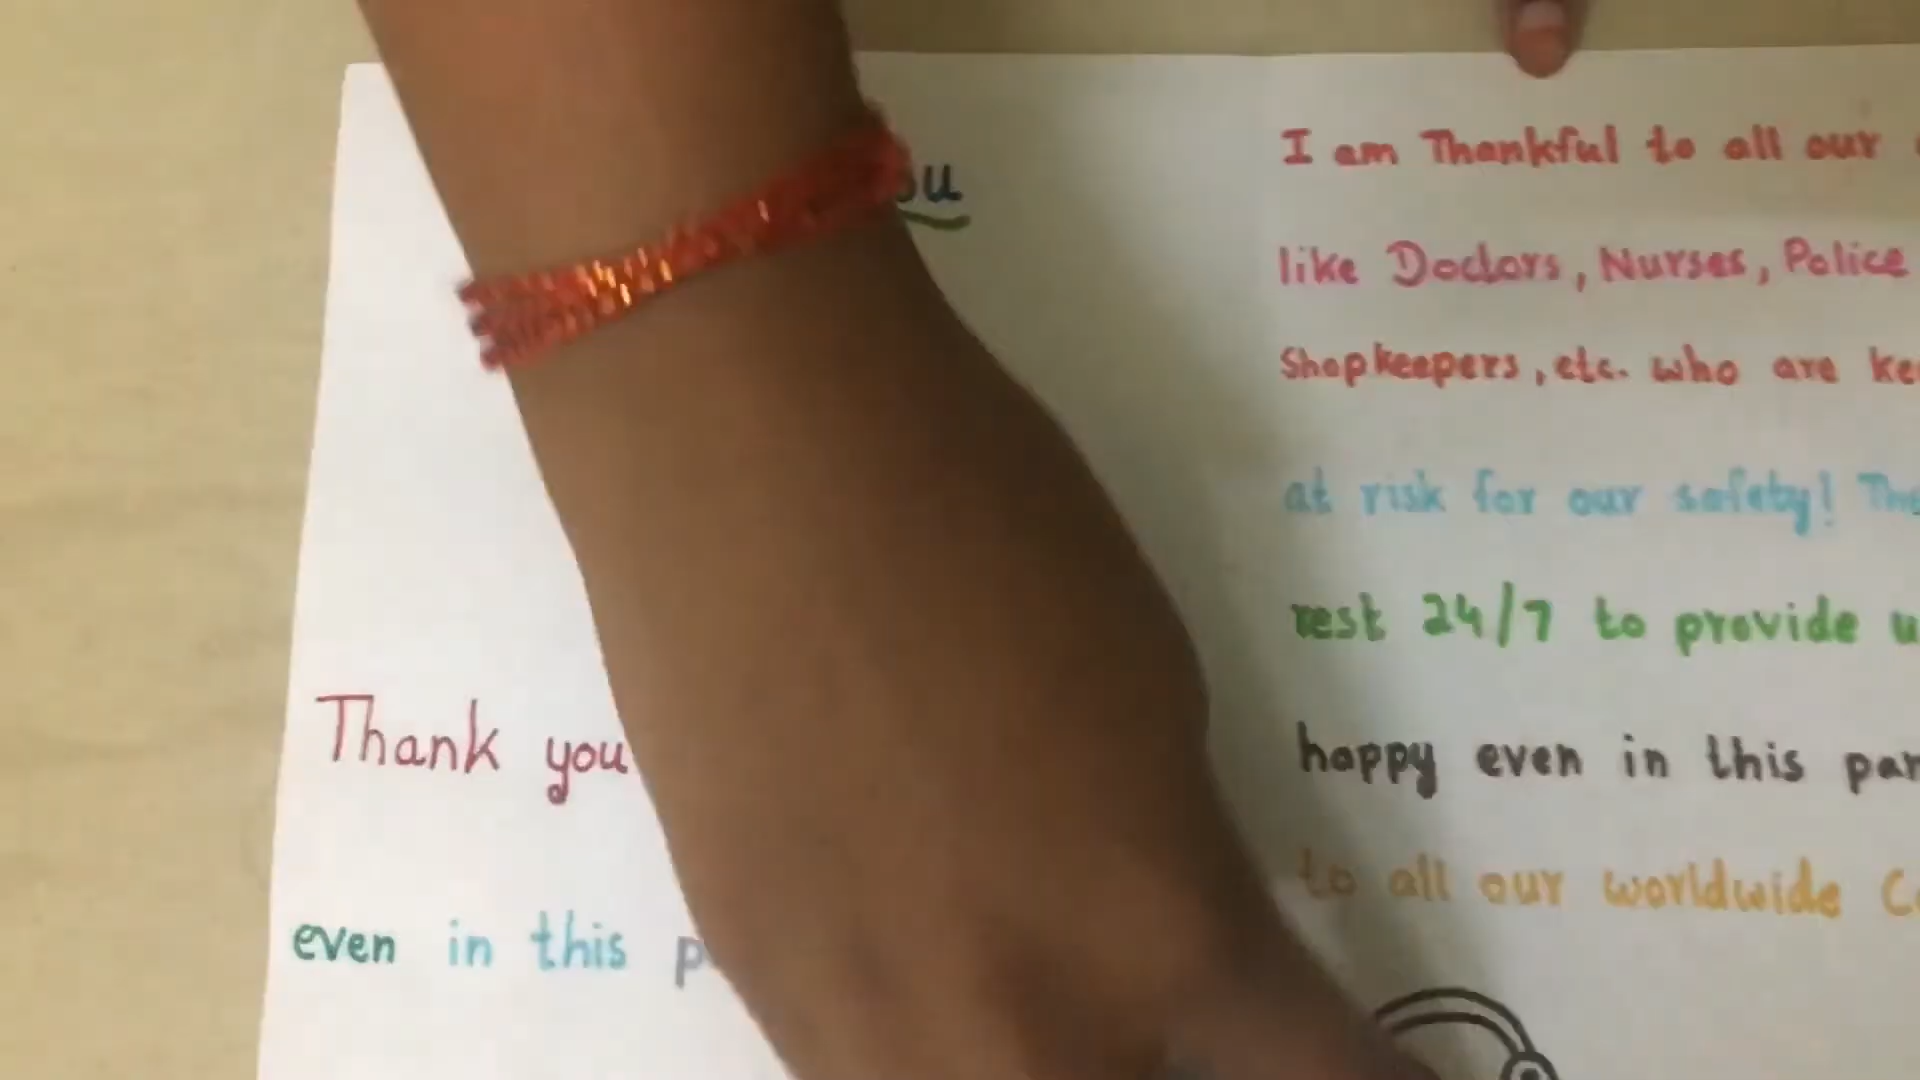 Thank you
even in this
I am Thankful to all our
like Doctors, Nurses, Police
Shopkeepers, etc. who are
at risk for our safety!
rest 24/7 to provide
happy even in this
to all our worldwide